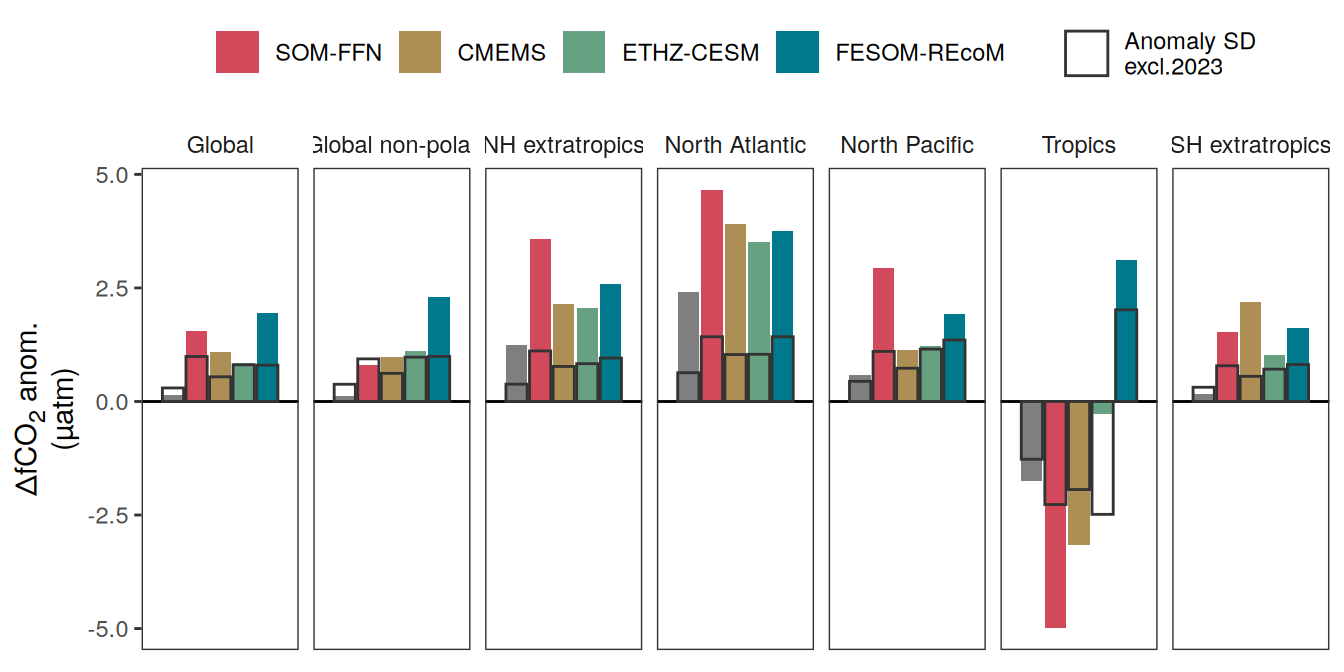 SOM-FFN CMEMS ETHZ-CESM FESOM-REcoM Anomaly SD
excl.2023
Global Global non-pola NH extratropics North Atlantic North Pacific Tropics SH extratropics
5.0
2.5
0.0
-2.5
-5.0
ΔfCO₂ anom.
(µatm)